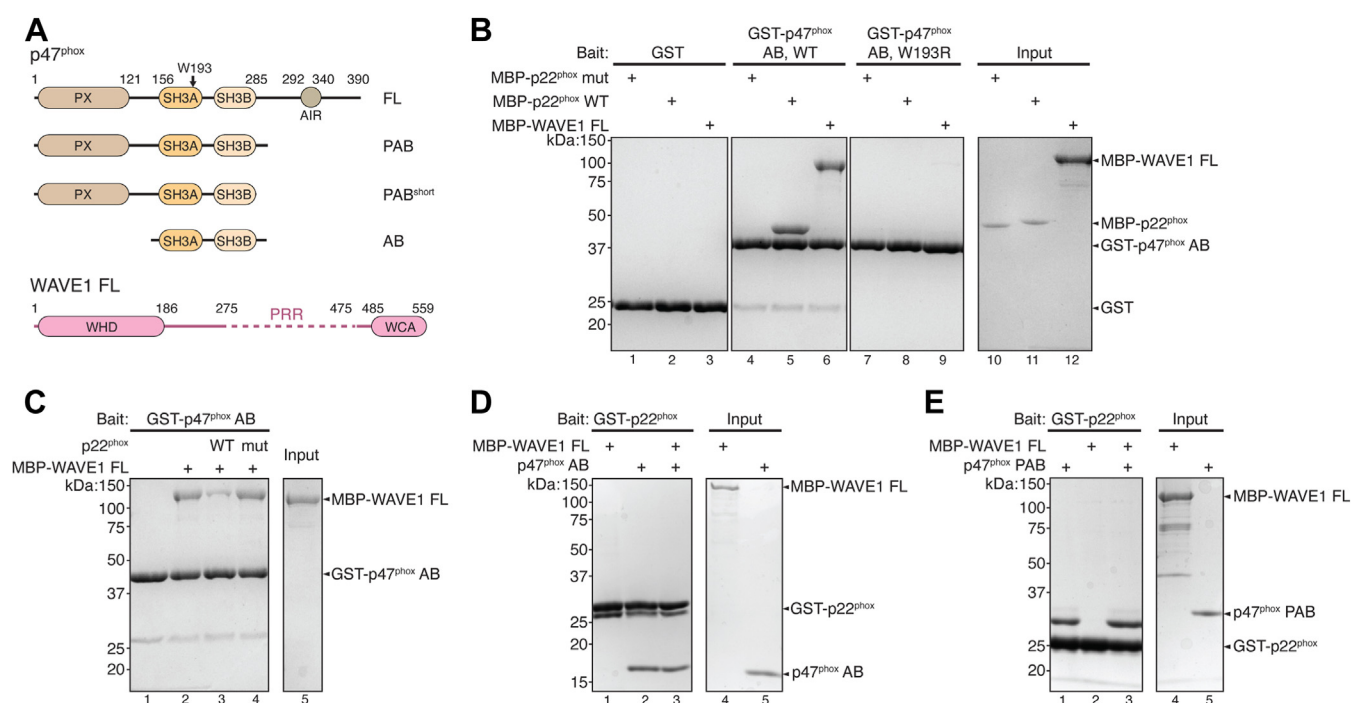 A
p47phox
W193
1 121 156 285 292 340 390
PX SH3A SH3B AIR FL
PX SH3A SH3B PAB
PX SH3A SH3B PABshort
SH3A SH3B AB
WAVE1 FL
1 186 275 PRR 475 485 559
WHD WCA
B
Bait: GST GST-p47phox AB, WT GST-p47phox AB, W193R Input
MBP-p22phox mut + + + +
MBP-p22phox WT + + + +
MBP-WAVE1 FL + + + +
kDa:150
100 MBP-WAVE1 FL
75
50 MBP-p22phox
37 GST-p47phox AB
25 GST
20
1 2 3 4 5 6 7 8 9 10 11 12
C
Bait: GST-p47phox AB
p22phox WT mut Input
MBP-WAVE1 FL + + +
kDa:150 MBP-WAVE1 FL
100
75
50 GST-p47phox AB
37
25
20
1 2 3 4 5
D
Bait: GST-p22phox Input
MBP-WAVE1 FL + + +
p47phox AB + + +
kDa:150 MBP-WAVE1 FL
100
75
50
37
25 GST-p22phox
20
15 p47phox AB
1 2 3 4 5
E
Bait: GST-p22phox Input
MBP-WAVE1 FL + + +
p47phox PAB + + +
kDa:150
100 MBP-WAVE1 FL
75
50
37 p47phox PAB
25 GST-p22phox
20
1 2 3 4 5